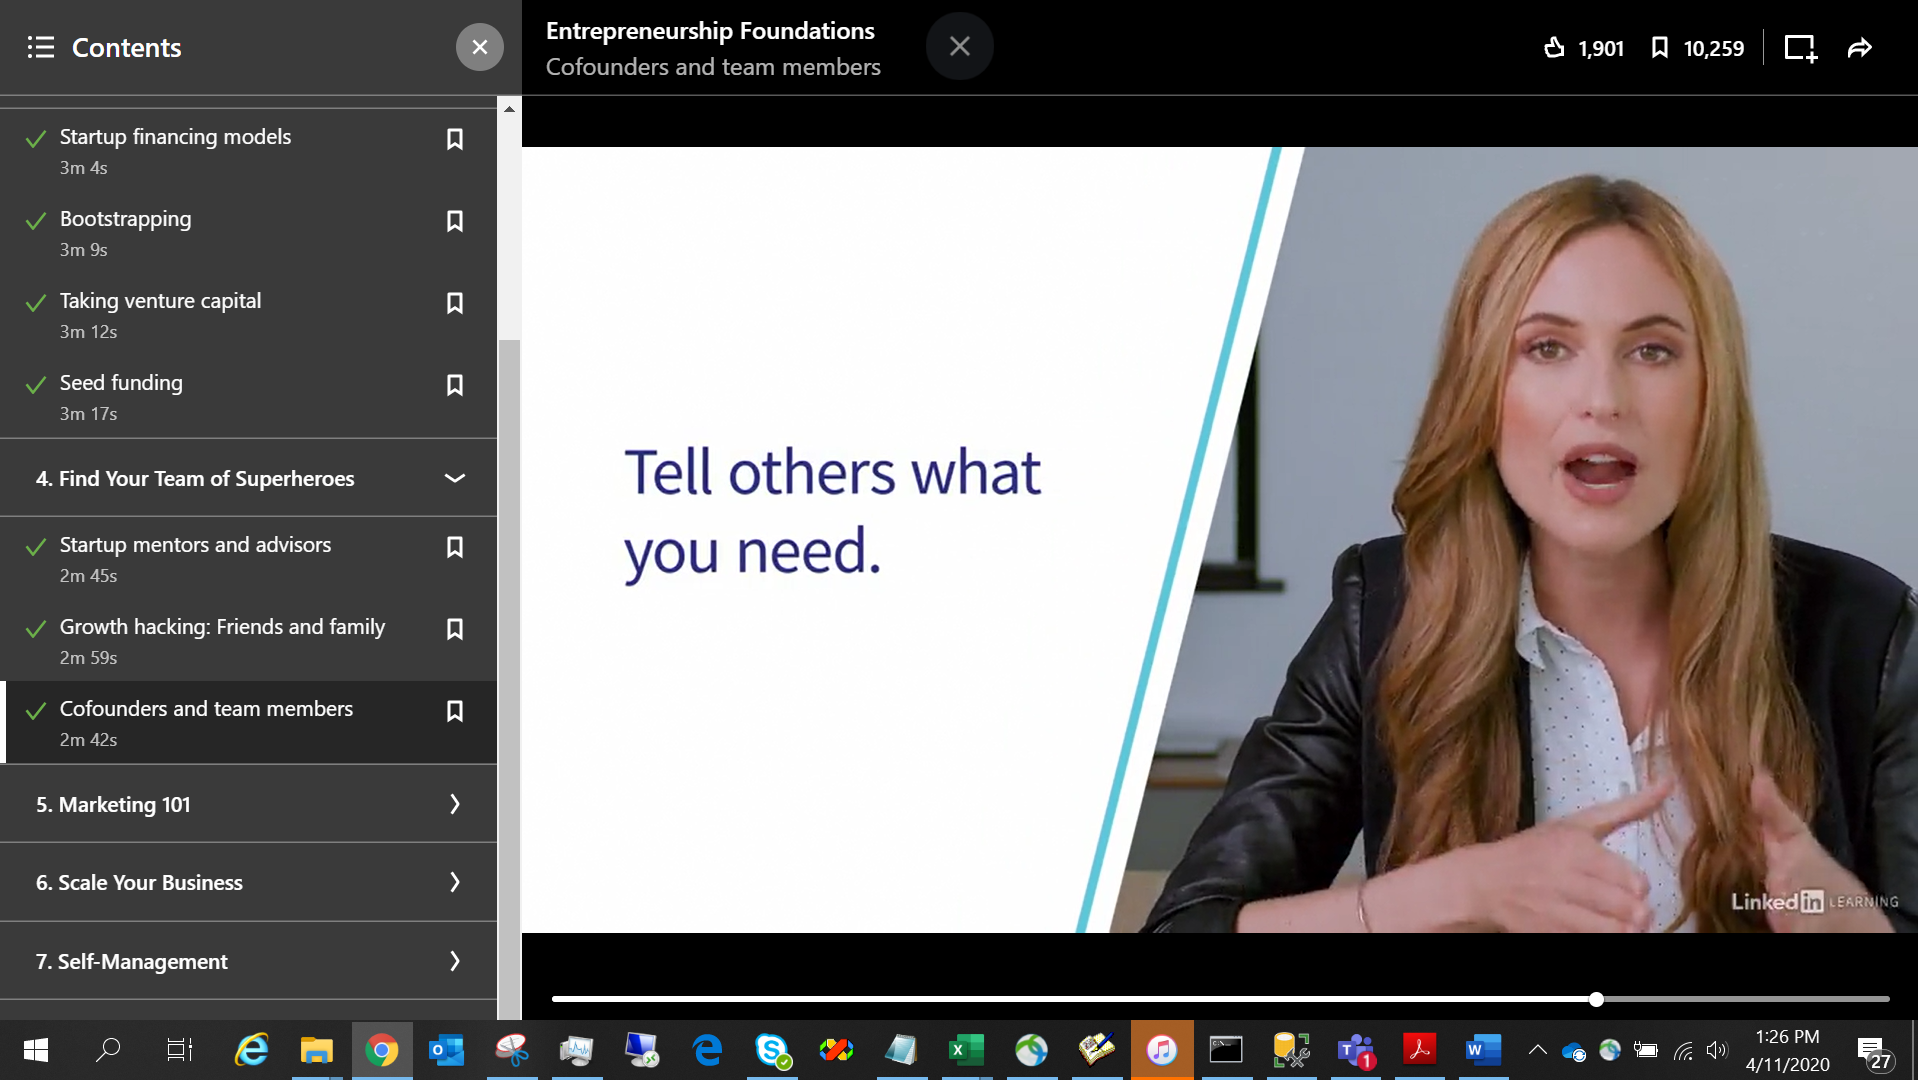 Contents
Entrepreneurship Foundations
Cofounders and team members
1,901
10,259
Startup financing models
3m 4s
Bootstrapping
3m 9s
Taking venture capital
3m 12s
Seed funding
3m 17s
4. Find Your Team of Superheroes
Startup mentors and advisors
2m 45s
Growth hacking: Friends and family
2m 59s
Cofounders and team members
2m 42s
5. Marketing 101
6. Scale Your Business
7. Self-Management
Tell others what
you need.
Linked in LEARNING
1:26 PM
4/11/2020
27
1